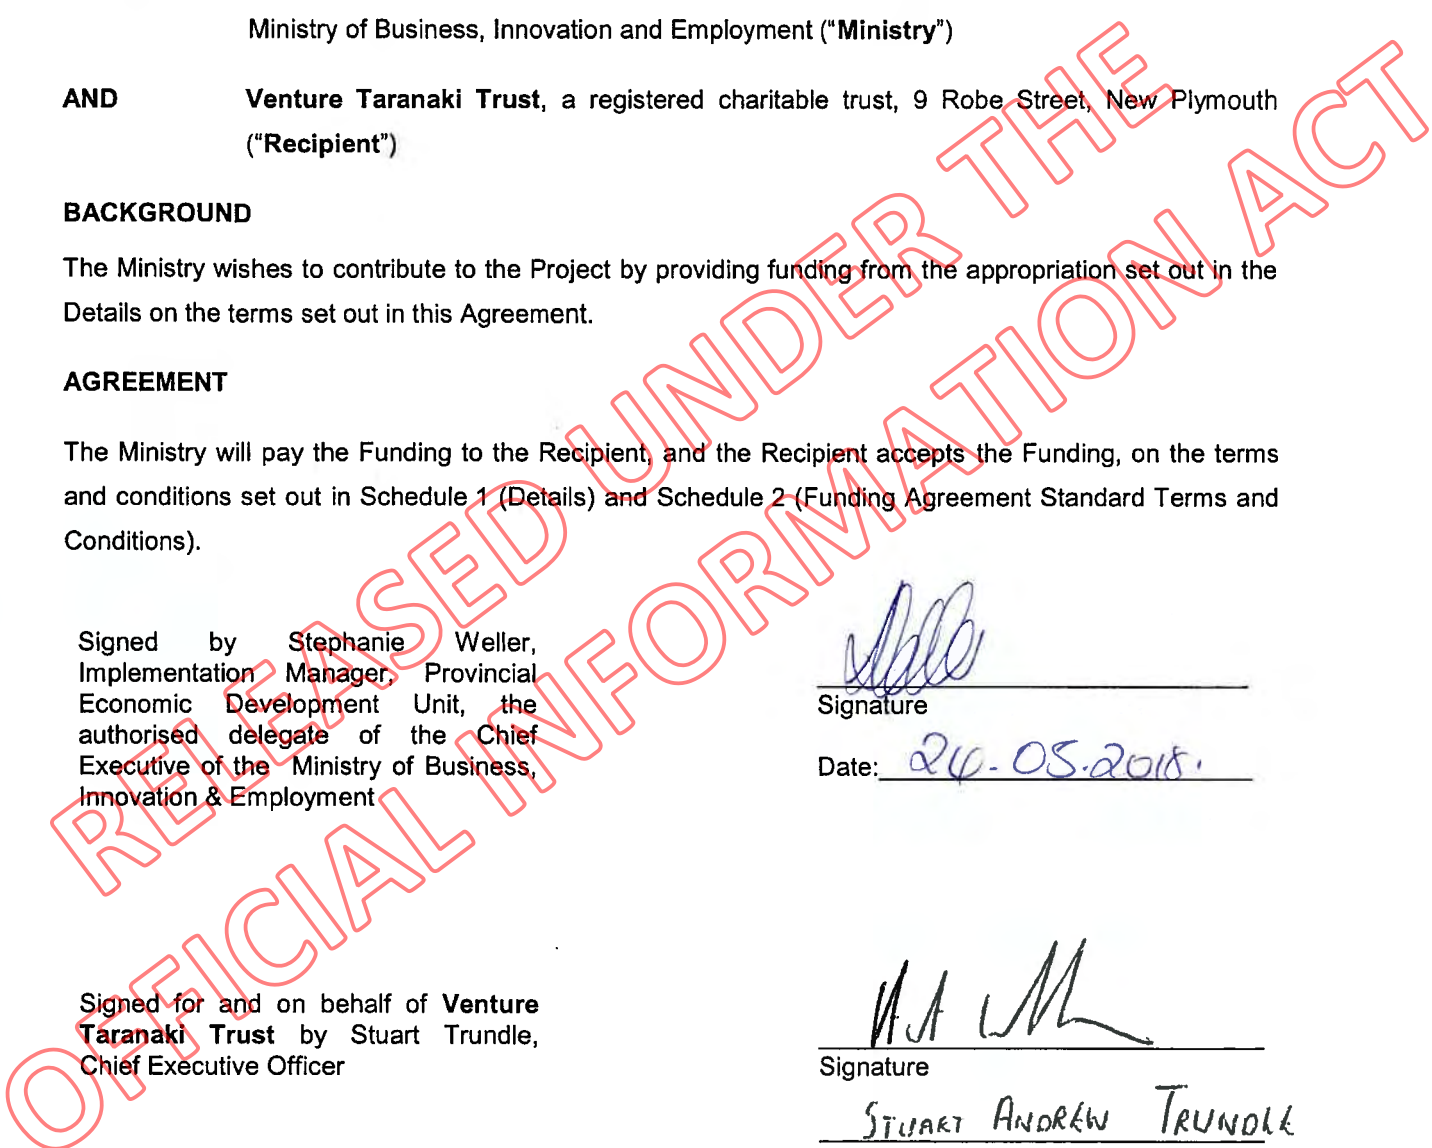 Ministry of Business, Innovation and Employment ("Ministry")
AND Venture Taranaki Trust, a registered charitable trust, 9 Robe Street, New Plymouth
("Recipient")
BACKGROUND
The Ministry wishes to contribute to the Project by providing funding from the appropriation set out in the
Details on the terms set out in this Agreement.
AGREEMENT
The Ministry will pay the Funding to the Recipient, and the Recipient accepts the Funding, on the terms
and conditions set out in Schedule 1 (Details) and Schedule 2 (Funding Agreement Standard Terms and
Conditions).
Signed by Stephanie Weller,
Implementation Manager, Provincial
Economic Development Unit, the
authorised delegate of the Chief
Executive of the Ministry of Business,
Innovation & Employment
Signature
Date: 24-05-2018.
Signed for and on behalf of Venture
Taranaki Trust by Stuart Trundle,
Chief Executive Officer
Signature
STUART ANDREW TRUNDLE
RELEASED UNDER THE
OFFICIAL INFORMATION ACT